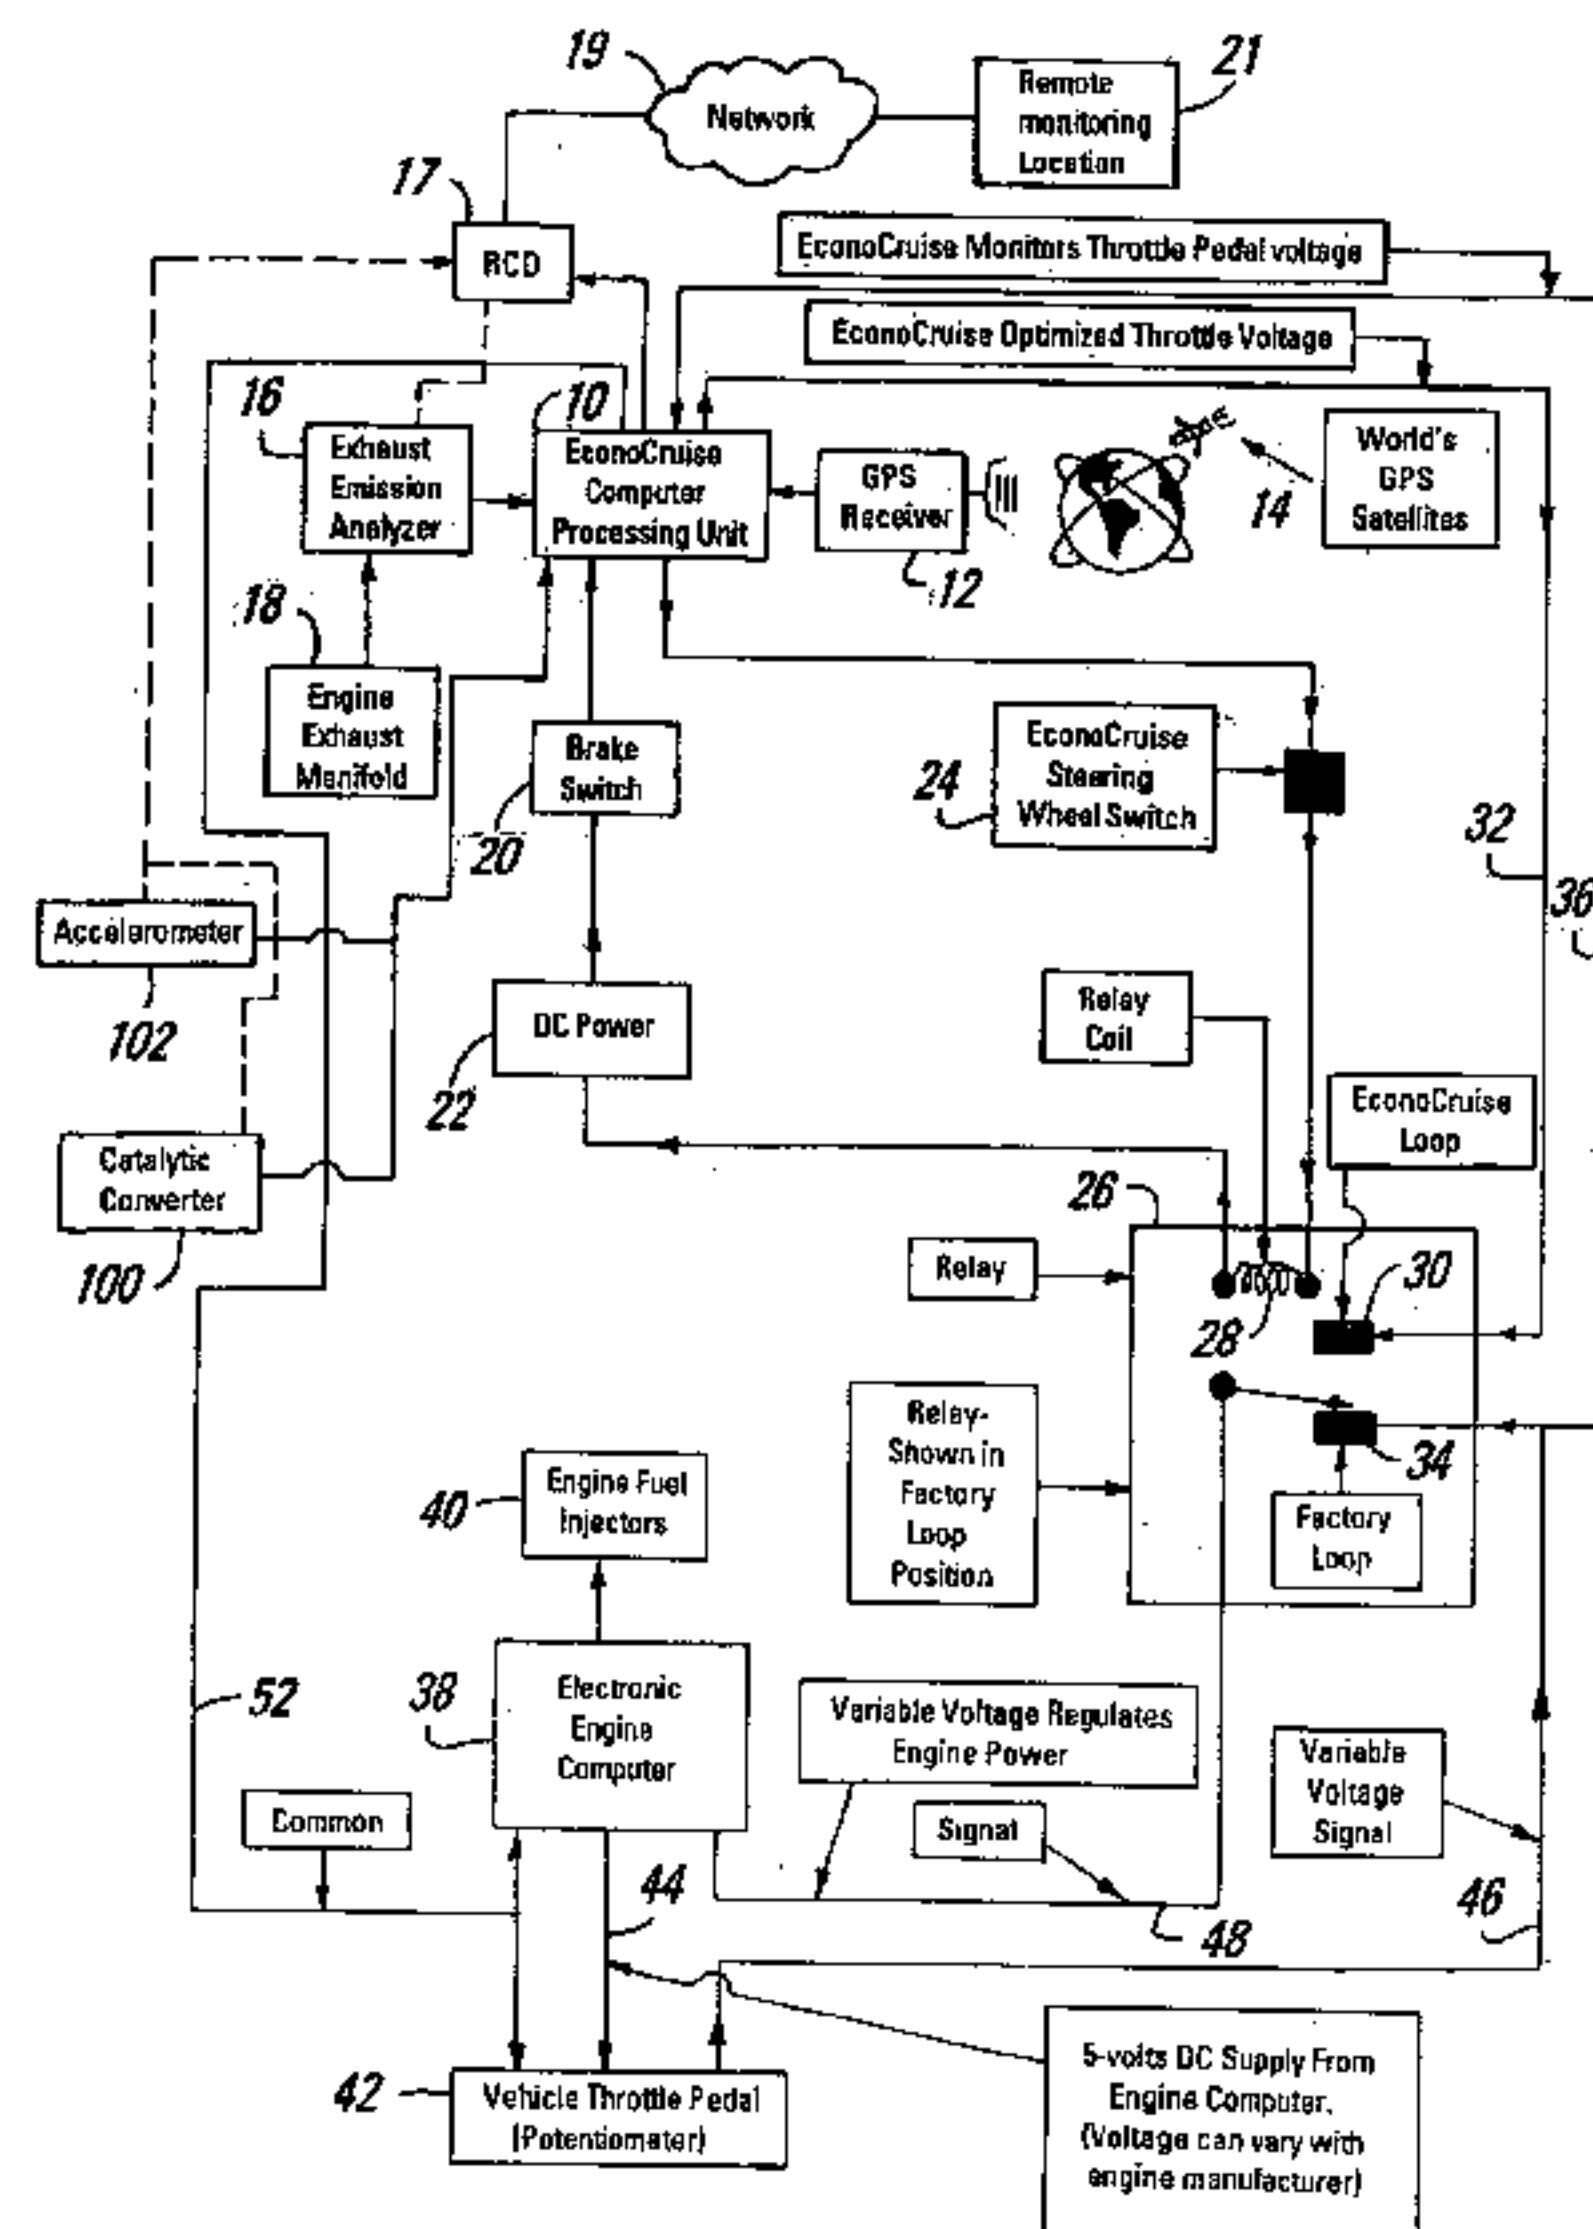 19
21
Network
Remote
monitoring
Location
17
RCD
EconoCruise Monitors Throttle Pedal voltage
EconoCruise Optimized Throttle Voltage
16
10
Exhaust
Emission
Analyzer
EconoCruise
Computer
Processing Unit
GPS
Receiver
12
14
World's
GPS
Satellites
18
Engine
Exhaust
Manifold
Brake
Switch
20
24
EconoCruise
Steering
Wheel Switch
32
36
Accelerometer
102
DC Power
22
Relay
Coil
EconoCruise
Loop
Catalytic
Converter
100
26
Relay
28
30
Relay-
Shown in
Factory
Loop
Position
34
Factory
Loop
40
Engine Fuel
Injectors
52
38
Electronic
Engine
Computer
Variable Voltage Regulates
Engine Power
Variable
Voltage
Signal
Common
Signal
44
48
46
42
Vehicle Throttle Pedal
(Potentiometer)
5-volts DC Supply From
Engine Computer.
(Voltage can vary with
engine manufacturer)